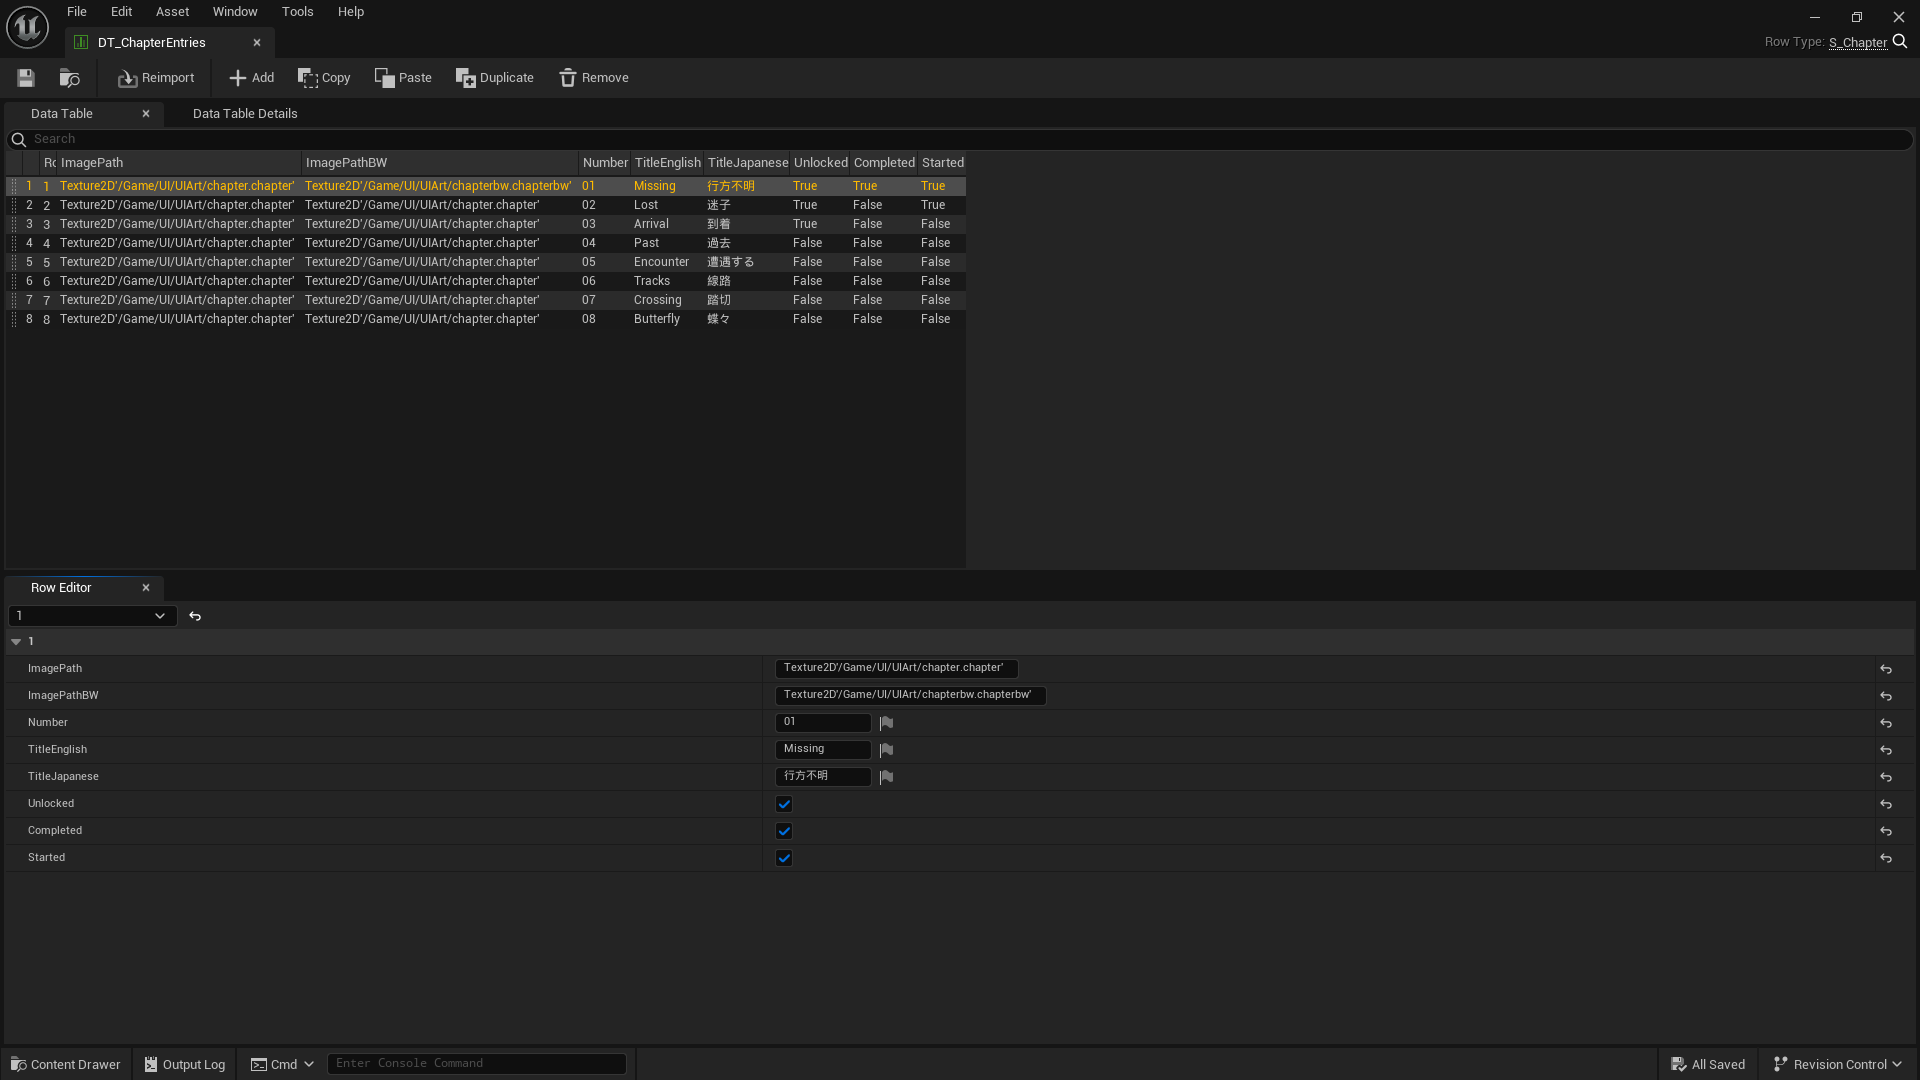 File Edit Asset Window Tools Help
DT_ChapterEntries
Row Type: S_Chapter
Reimport Add Copy Paste Duplicate Remove
Data Table Data Table Details
Search
Ro ImagePath ImagePathBW Number TitleEnglish TitleJapanese Unlocked Completed Started
1 1 Texture2D'/Game/UI/UIArt/chapter.chapter' Texture2D'/Game/UI/UIArt/chapterbw.chapterbw' 01 Missing 行方不明 True True True
2 2 Texture2D'/Game/UI/UIArt/chapter.chapter' Texture2D'/Game/UI/UIArt/chapter.chapter' 02 Lost 迷子 True False True
3 3 Texture2D'/Game/UI/UIArt/chapter.chapter' Texture2D'/Game/UI/UIArt/chapter.chapter' 03 Arrival 到着 True False False
4 4 Texture2D'/Game/UI/UIArt/chapter.chapter' Texture2D'/Game/UI/UIArt/chapter.chapter' 04 Past 過去 False False False
5 5 Texture2D'/Game/UI/UIArt/chapter.chapter' Texture2D'/Game/UI/UIArt/chapter.chapter' 05 Encounter 遭遇する False False False
6 6 Texture2D'/Game/UI/UIArt/chapter.chapter' Texture2D'/Game/UI/UIArt/chapter.chapter' 06 Tracks 線路 False False False
7 7 Texture2D'/Game/UI/UIArt/chapter.chapter' Texture2D'/Game/UI/UIArt/chapter.chapter' 07 Crossing 踏切 False False False
8 8 Texture2D'/Game/UI/UIArt/chapter.chapter' Texture2D'/Game/UI/UIArt/chapter.chapter' 08 Butterfly 蝶々 False False False
Row Editor
1
1
ImagePath Texture2D'/Game/UI/UIArt/chapter.chapter'
ImagePathBW Texture2D'/Game/UI/UIArt/chapterbw.chapterbw'
Number 01
TitleEnglish Missing
TitleJapanese 行方不明
Unlocked
Completed
Started
Content Drawer Output Log Cmd Enter Console Command All Saved Revision Control